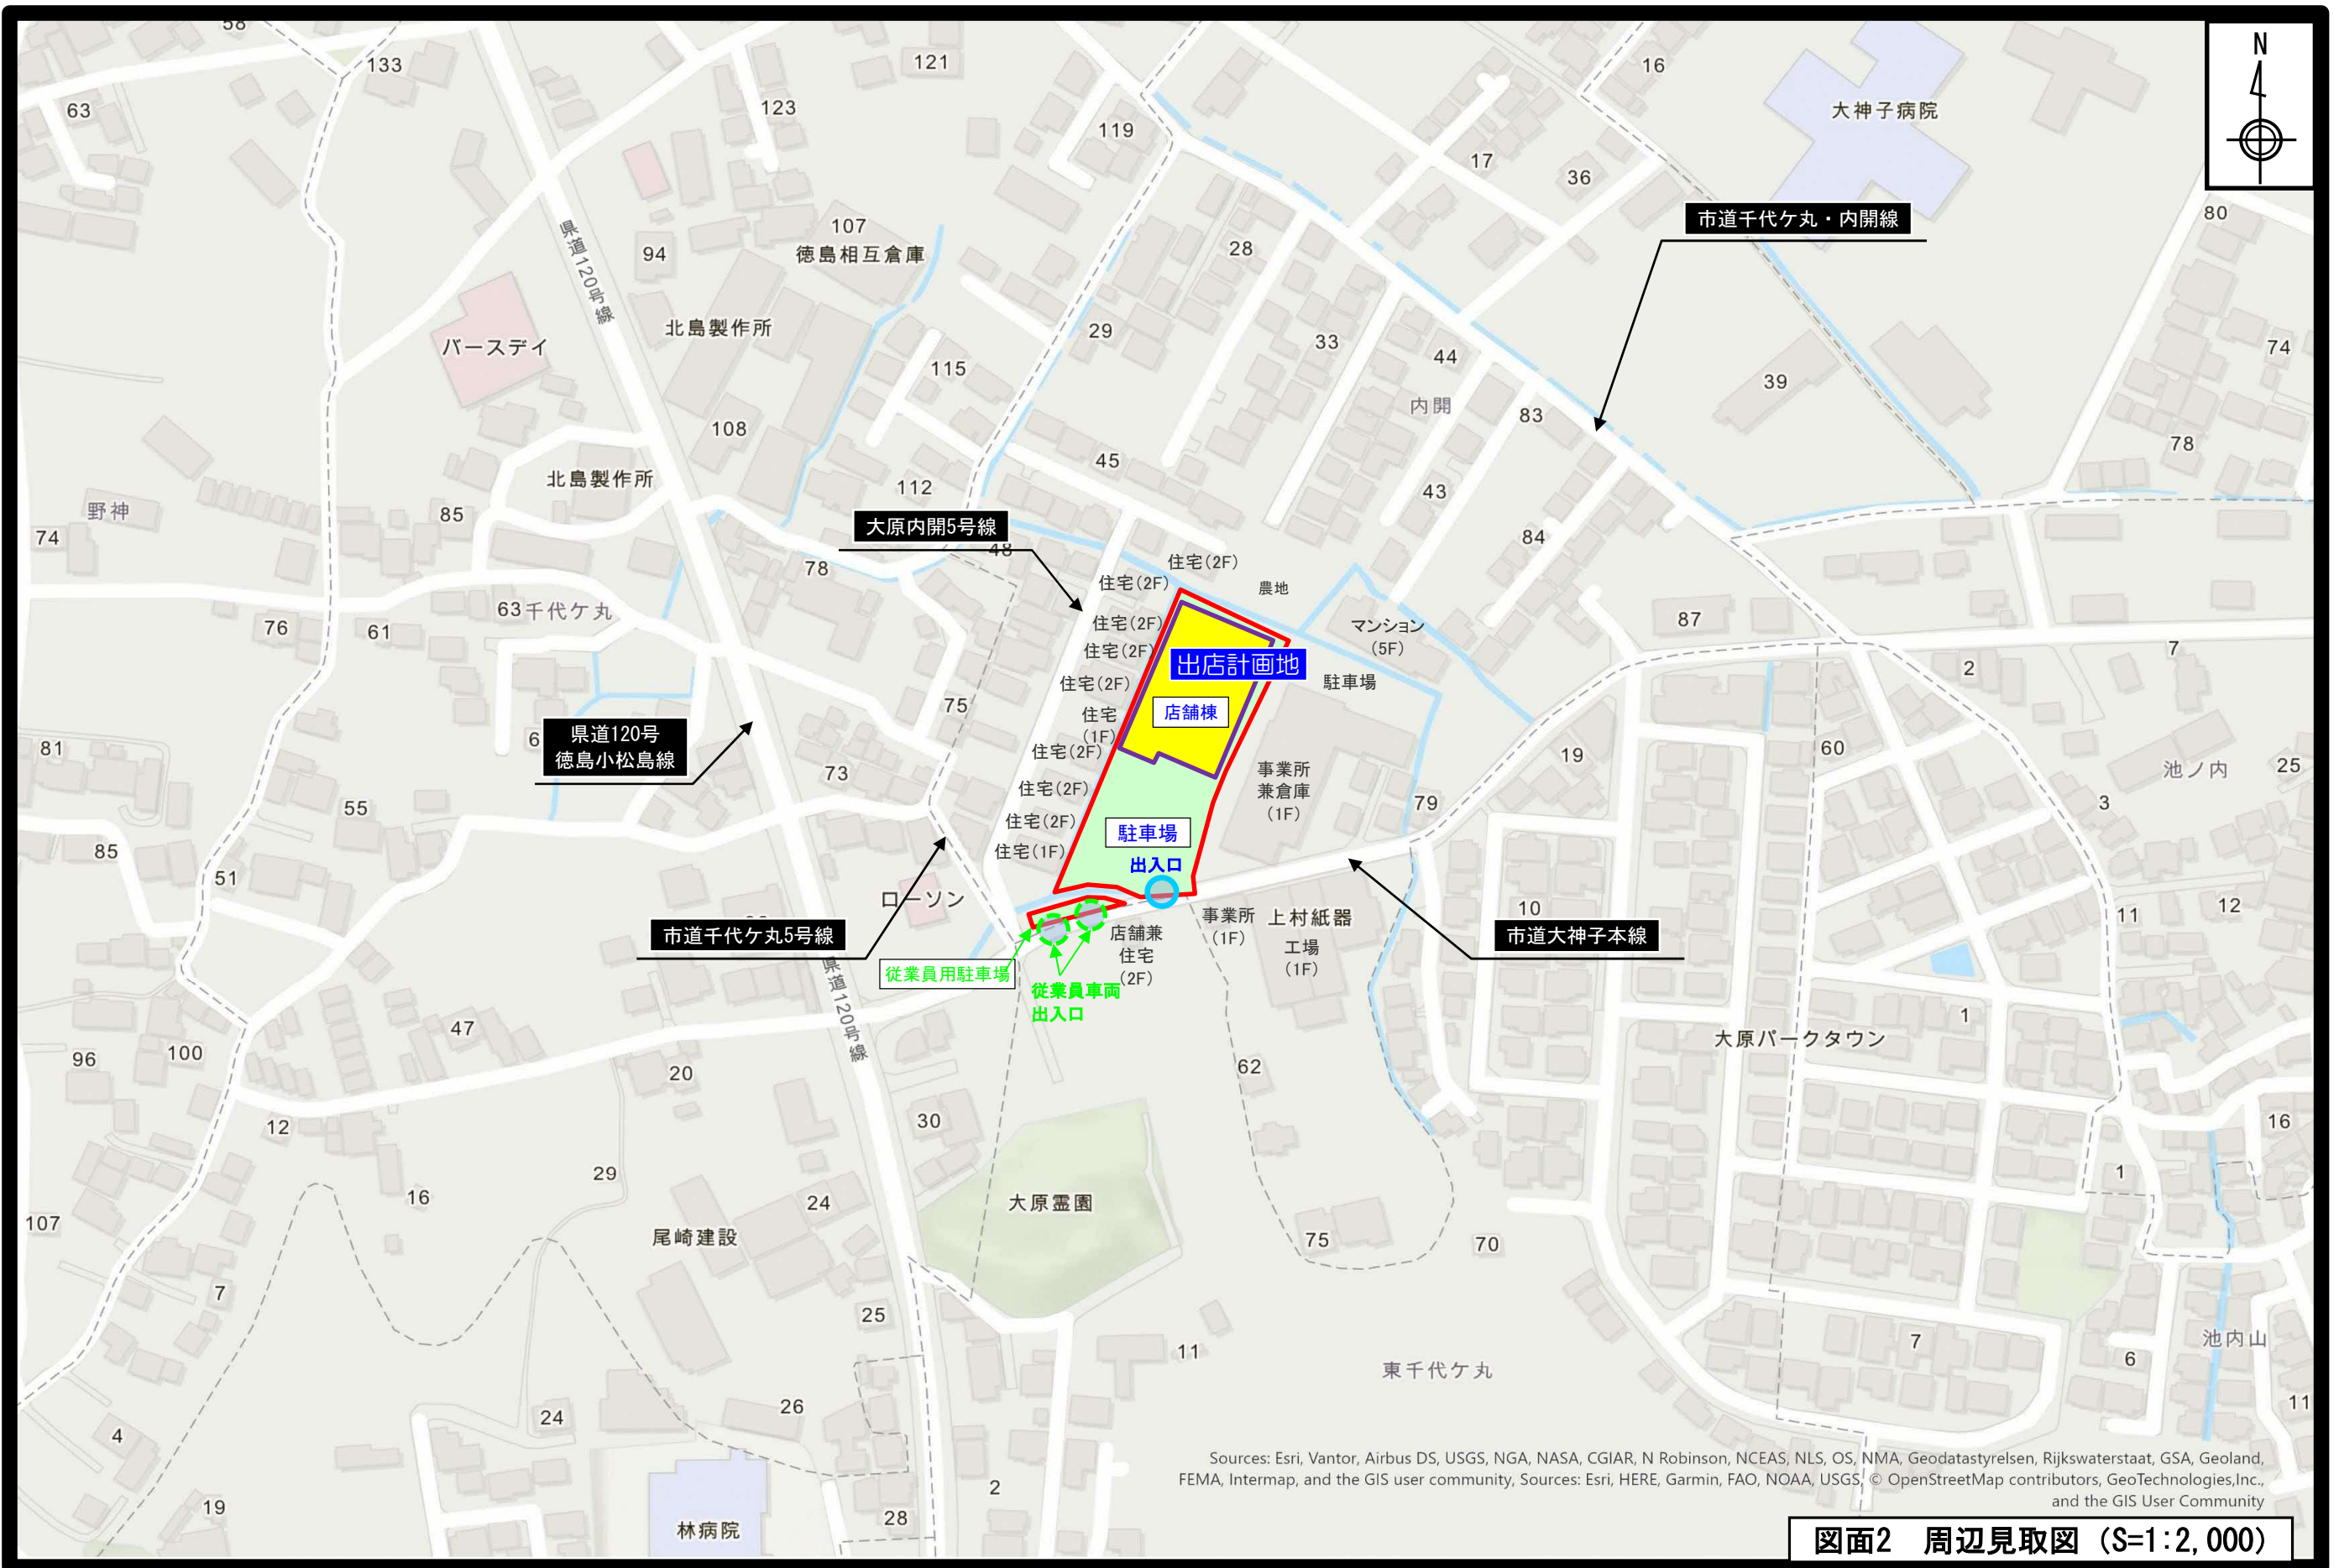 58
133
63
121
123
119
16
17
36
大神子病院
N
107
徳島相互倉庫
94
県道120号線
28
市道千代ケ丸・内開線
80
バースデイ
北島製作所
29
33
44
39
74
115
内開
83
108
45
43
78
北島製作所
野神
85
112
74
大原内開5号線
48
84
78
住宅(2F)
住宅(2F)
農地
63
千代ケ丸
76
61
住宅(2F)
住宅(2F)
マンション
(5F)
87
7
2
出店計画地
住宅(2F)
駐車場
75
店舗棟
住宅
(1F)
81
6
県道120号
徳島小松島線
住宅(2F)
19
60
73
事業所
兼倉庫
(1F)
池ノ内
25
住宅(2F)
55
79
3
住宅(2F)
駐車場
85
住宅(1F)
出入口
51
ローソン
10
11
12
市道千代ケ丸5号線
事業所
(1F)
上村紙器
工場
(1F)
市道大神子本線
店舗兼
住宅
(2F)
従業員用駐車場
従業員車両
出入口
県道120号線
47
1
大原パークタウン
96
100
20
62
12
30
16
29
16
1
107
24
大原霊園
尾崎建設
75
70
7
25
11
7
池内山
6
東千代ケ丸
11
24
26
4
2
19
28
林病院
Sources: Esri, Vantor, Airbus DS, USGS, NGA, NASA, CGIAR, N Robinson, NCEAS, NLS, OS, NMA, Geodatastyrelsen, Rijkswaterstaat, GSA, Geoland,
FEMA, Intermap, and the GIS user community, Sources: Esri, HERE, Garmin, FAO, NOAA, USGS, © OpenStreetMap contributors, GeoTechnologies,Inc.,
and the GIS User Community
図面2 周辺見取図 (S=1:2,000)